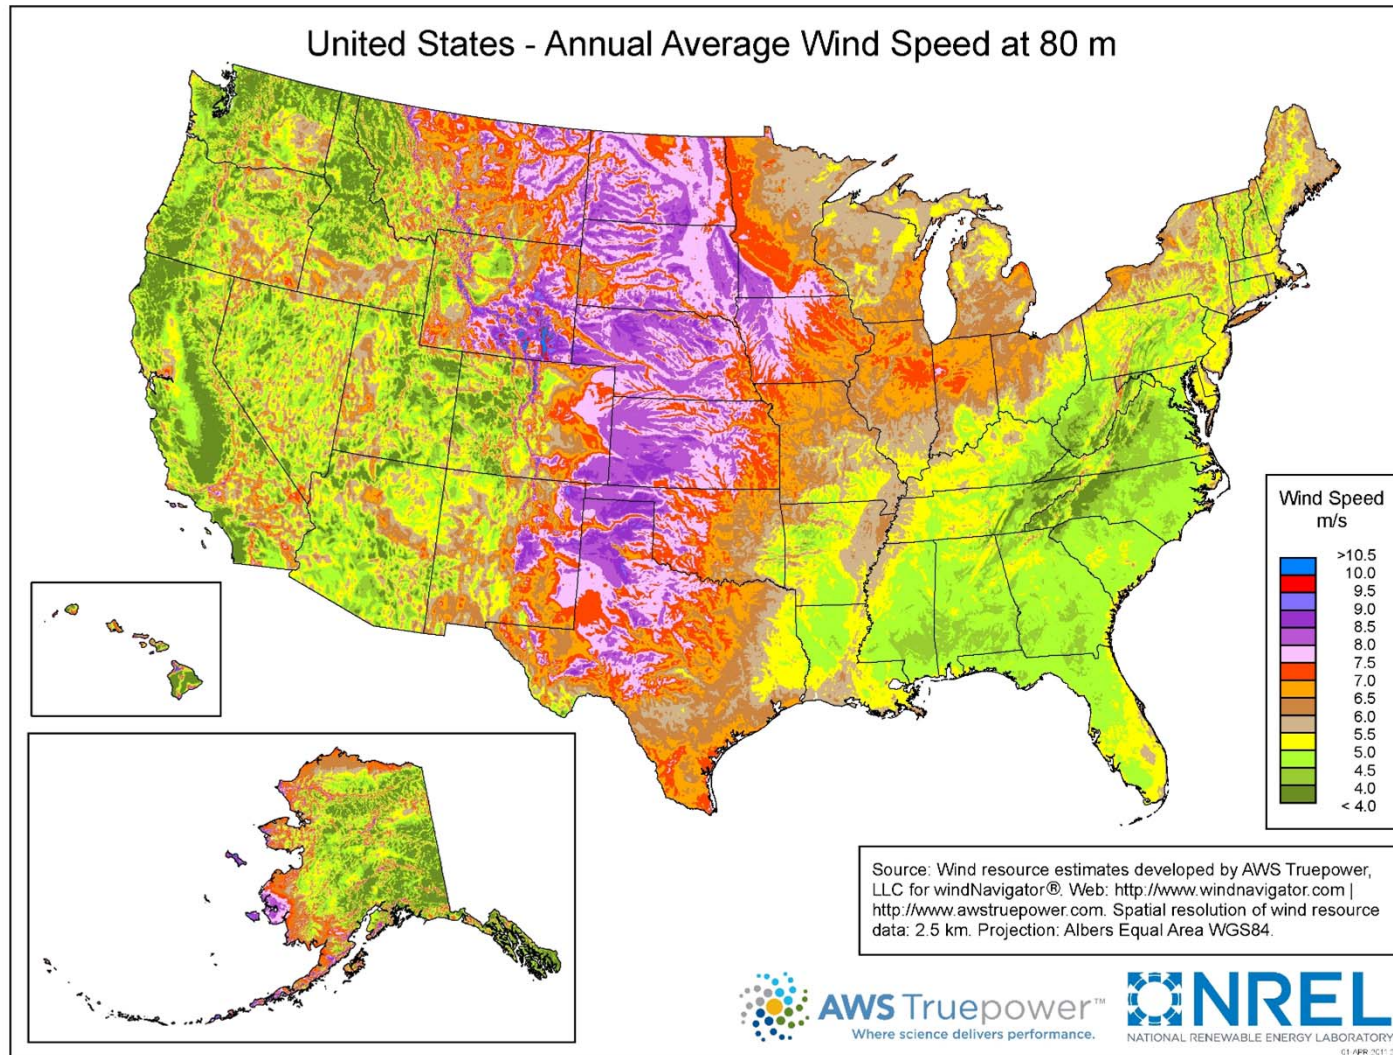 United States - Annual Average Wind Speed at 80 m
Wind Speed
m/s
>10.5
10.0
9.5
9.0
8.5
8.0
7.5
7.0
6.5
6.0
5.5
5.0
4.5
4.0
< 4.0
Source: Wind resource estimates developed by AWS Truepower,
LLC for windNavigator®. Web: http://www.windnavigator.com |
http://www.awstruepower.com. Spatial resolution of wind resource
data: 2.5 km. Projection: Albers Equal Area WGS84.
AWS Truepower™
Where science delivers performance.
NREL
NATIONAL RENEWABLE ENERGY LABORATORY